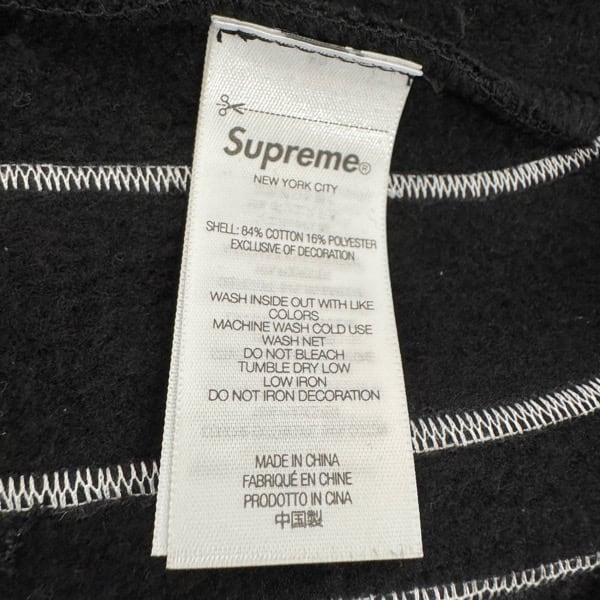 Supreme®
NEW YORK CITY
SHELL: 84% COTTON 16% POLYESTER
EXCLUSIVE OF DECORATION
WASH INSIDE OUT WITH LIKE
COLORS
MACHINE WASH COLD USE
WASH NET
DO NOT BLEACH
TUMBLE DRY LOW
LOW IRON
DO NOT IRON DECORATION
MADE IN CHINA
FABRIQUÉ EN CHINE
PRODOTTO IN CINA
中国製